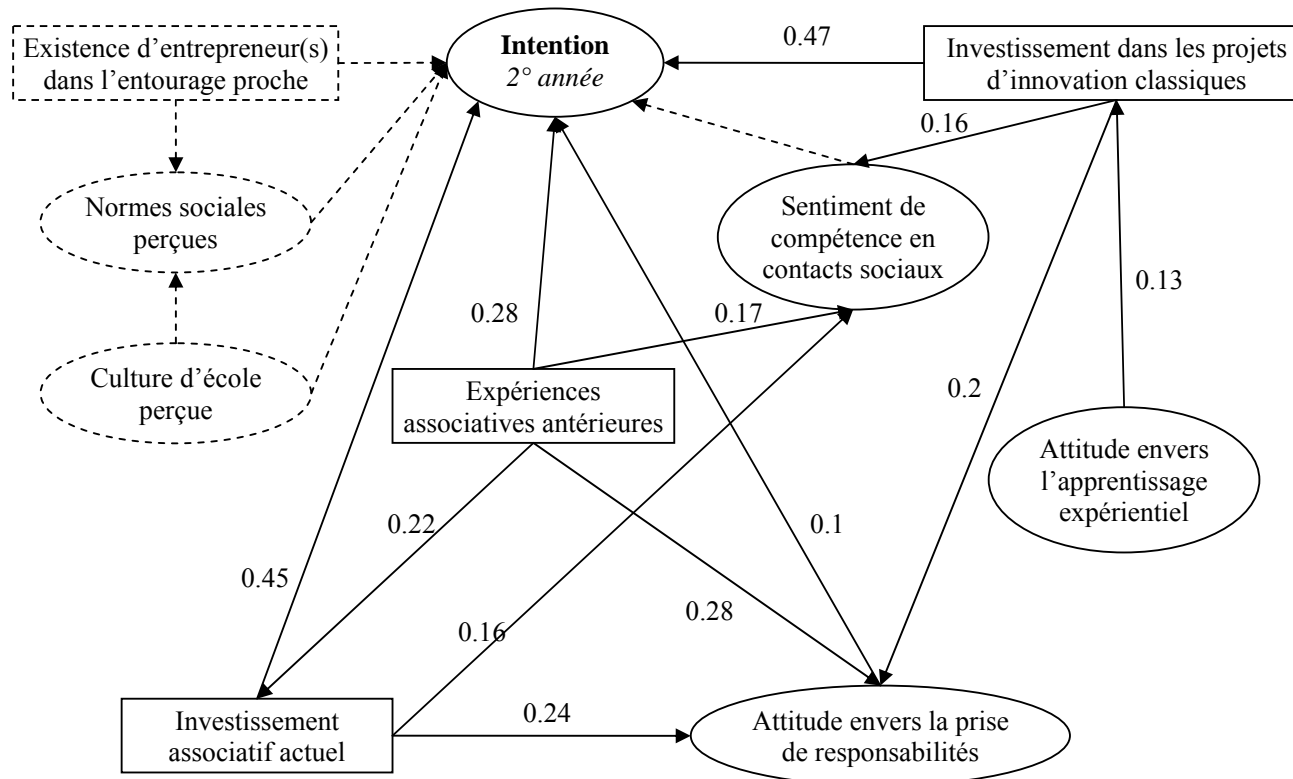 Existence d’entrepreneur(s)
dans l’entourage proche
Intention
2° année
0.47
Investissement dans les projets
d’innovation classiques
0.16
Normes sociales
perçues
Sentiment de
compétence en
contacts sociaux
0.13
0.28
0.17
Culture d’école
perçue
Expériences
associatives antérieures
0.2
Attitude envers
l’apprentissage
expérientiel
0.22
0.1
0.45
0.16
0.28
Investissement
associatif actuel
0.24
Attitude envers la prise
de responsabilités